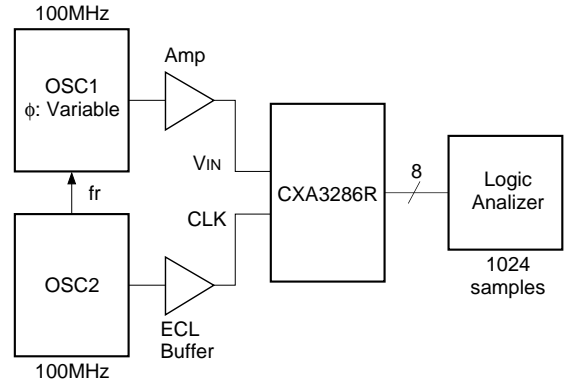 100MHz
OSC1
ϕ: Variable
Amp
VIN
fr
CLK
CXA3286R
8
Logic
Analizer
1024
samples
OSC2
ECL
Buffer
100MHz